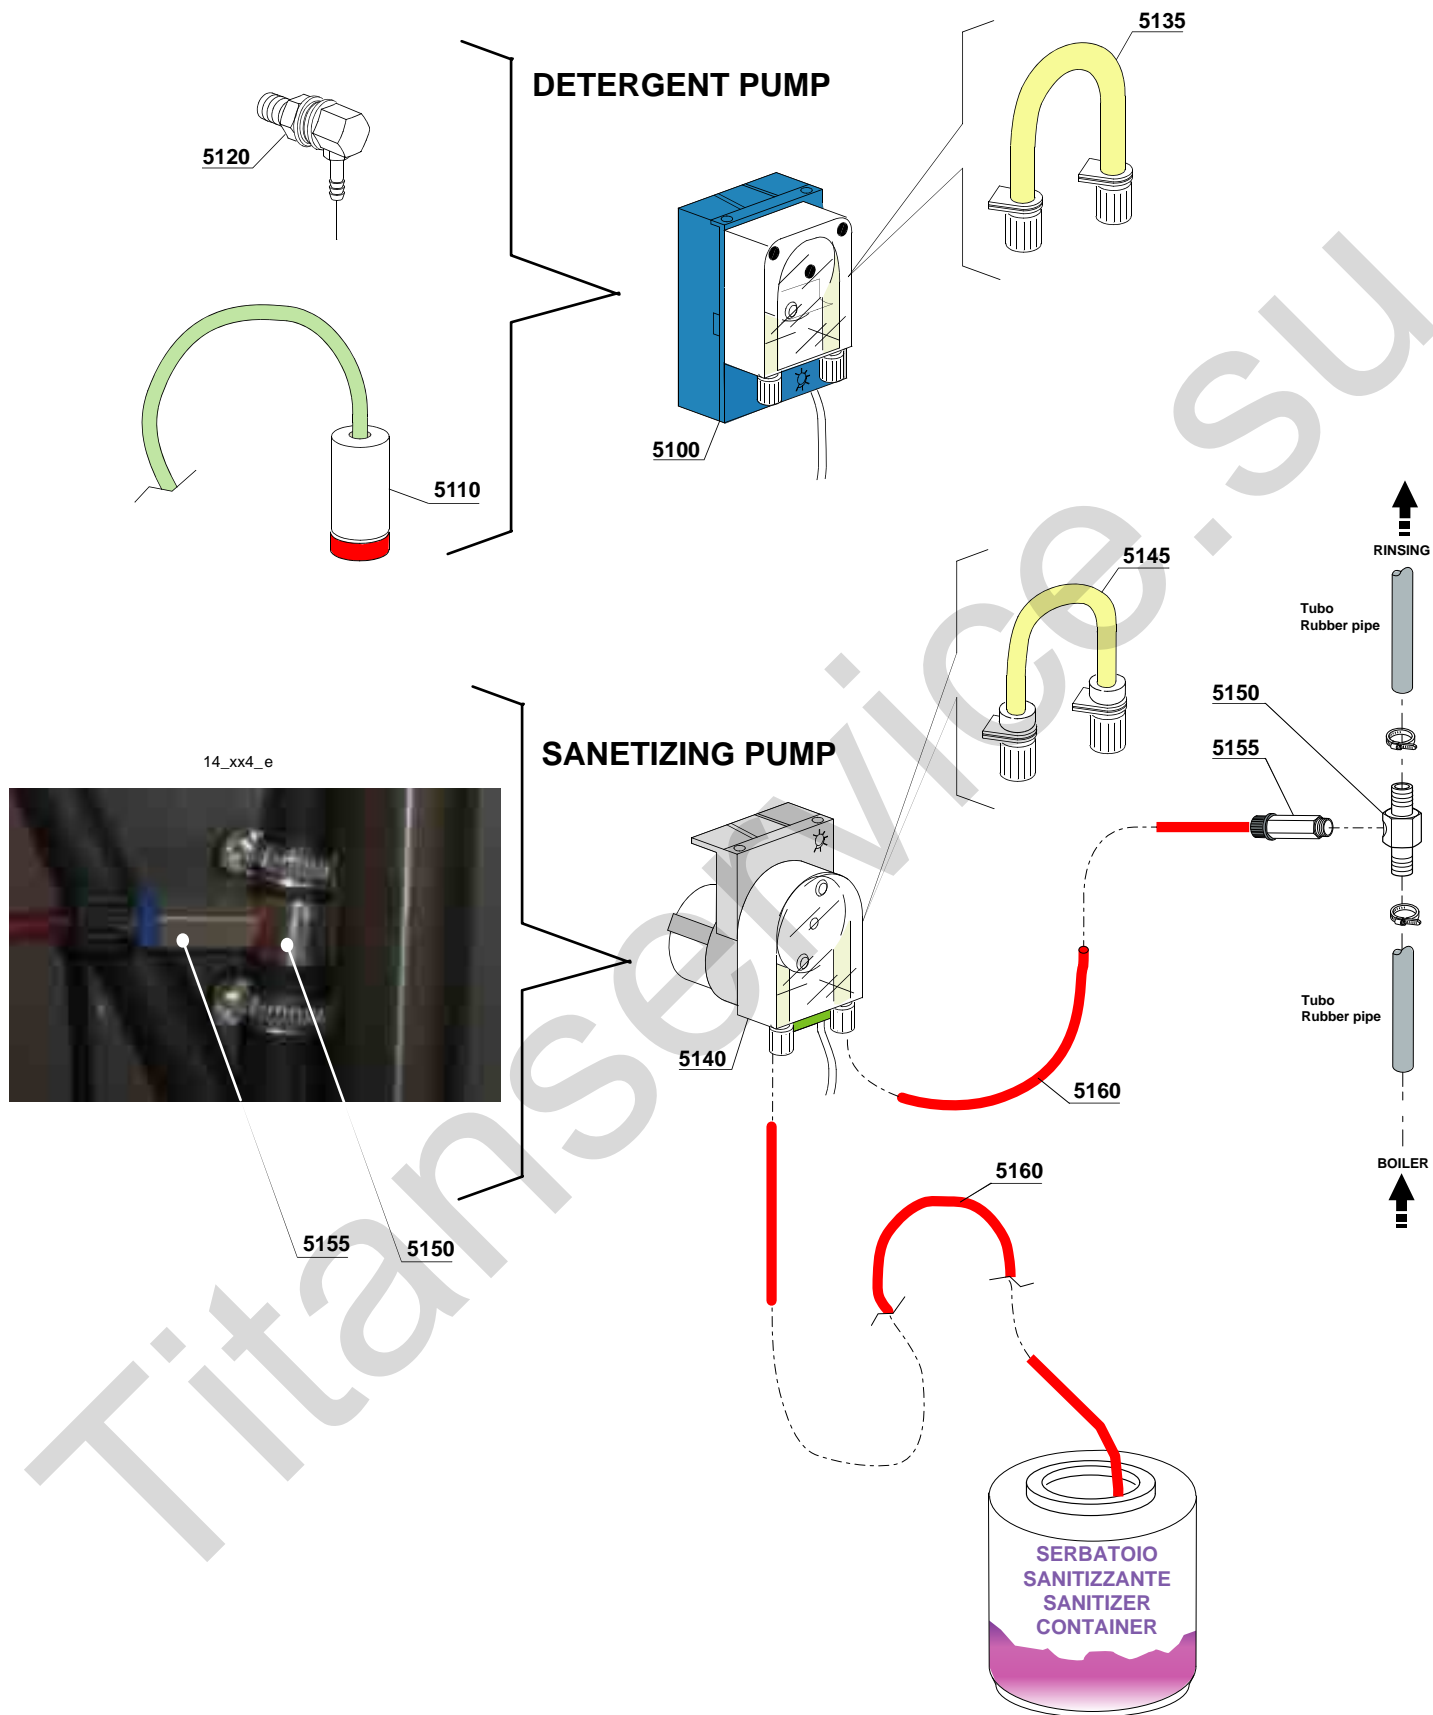 5135
DETERGENT PUMP
5120
5100
5110
RINSING
5145
Tubo
Rubber pipe
5150
5155
SANETIZING PUMP
14_xx4_e
Tubo
Rubber pipe
5140
5160
BOILER
5160
5155
5150
SERBATOIO
SANITIZZANTE
SANITIZER
CONTAINER
Titanservice.su